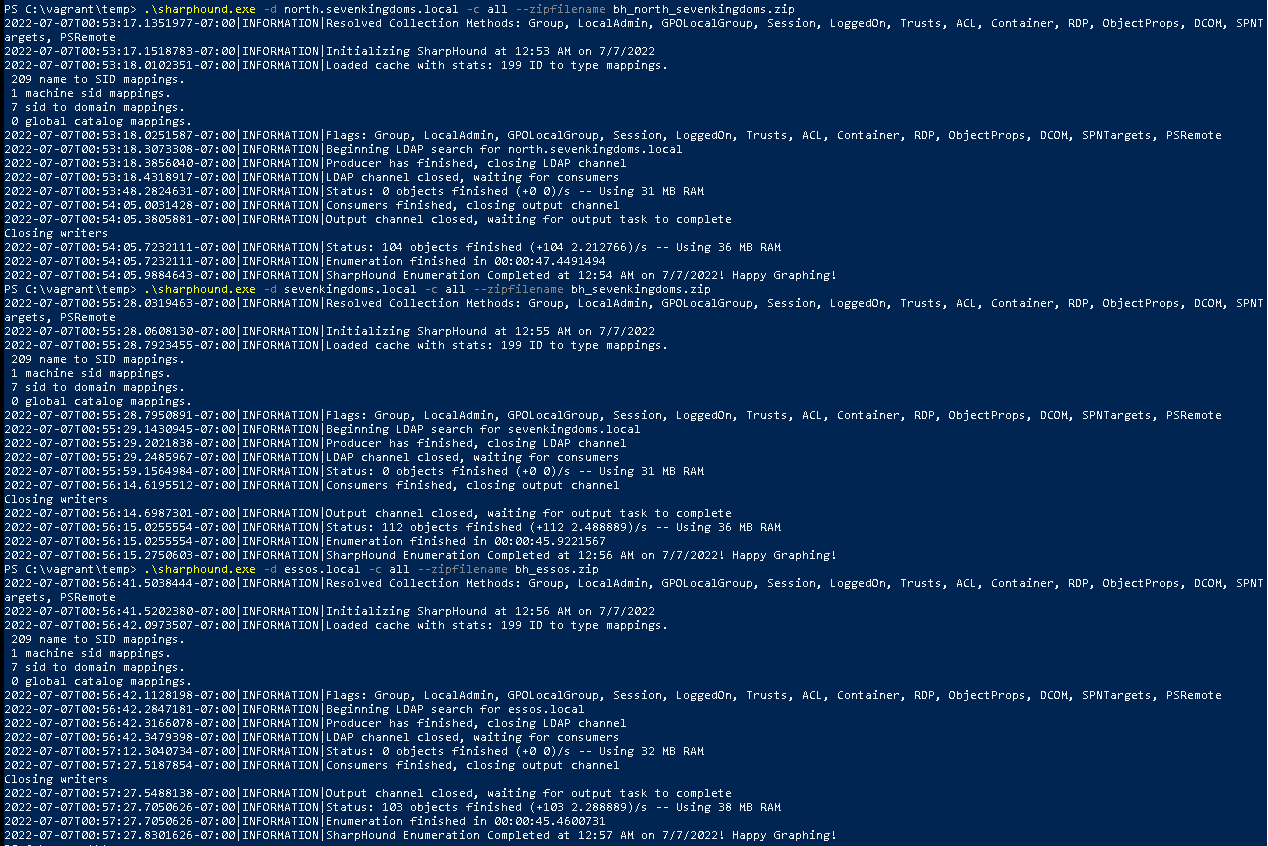 PS C:\vagrant\temp> .\sharphound.exe -d north.sevenkingdoms.local -c all --zipfilename bh_north_sevenkingdoms.zip
2022-07-07T00:53:17.1351977-07:00|INFORMATION|Resolved Collection Methods: Group, LocalAdmin, GPOLocalGroup, Session, LoggedOn, Trusts, ACL, Container, RDP, ObjectProps, DCOM, SPNT
argets, PSRemote
2022-07-07T00:53:17.1518783-07:00|INFORMATION|Initializing SharpHound at 12:53 AM on 7/7/2022
2022-07-07T00:53:18.0102351-07:00|INFORMATION|Loaded cache with stats: 199 ID to type mappings.
 209 name to SID mappings.
 1 machine sid mappings.
 7 sid to domain mappings.
 0 global catalog mappings.
2022-07-07T00:53:18.0251587-07:00|INFORMATION|Flags: Group, LocalAdmin, GPOLocalGroup, Session, LoggedOn, Trusts, ACL, Container, RDP, ObjectProps, DCOM, SPNTargets, PSRemote
2022-07-07T00:53:18.3073308-07:00|INFORMATION|Beginning LDAP search for north.sevenkingdoms.local
2022-07-07T00:53:18.3856040-07:00|INFORMATION|Producer has finished, closing LDAP channel
2022-07-07T00:53:18.4318917-07:00|INFORMATION|LDAP channel closed, waiting for consumers
2022-07-07T00:53:48.2824631-07:00|INFORMATION|Status: 0 objects finished (+0 0)/s -- Using 31 MB RAM
2022-07-07T00:54:05.0031428-07:00|INFORMATION|Consumers finished, closing output channel
2022-07-07T00:54:05.3805881-07:00|INFORMATION|Output channel closed, waiting for output task to complete
Closing writers
2022-07-07T00:54:05.7232111-07:00|INFORMATION|Status: 104 objects finished (+104 2.212766)/s -- Using 36 MB RAM
2022-07-07T00:54:05.7232111-07:00|INFORMATION|Enumeration finished in 00:00:47.4491494
2022-07-07T00:54:05.9884643-07:00|INFORMATION|SharpHound Enumeration Completed at 12:54 AM on 7/7/2022! Happy Graphing!
PS C:\vagrant\temp> .\sharphound.exe -d sevenkingdoms.local -c all --zipfilename bh_sevenkingdoms.zip
2022-07-07T00:55:28.0319463-07:00|INFORMATION|Resolved Collection Methods: Group, LocalAdmin, GPOLocalGroup, Session, LoggedOn, Trusts, ACL, Container, RDP, ObjectProps, DCOM, SPNT
argets, PSRemote
2022-07-07T00:55:28.0608130-07:00|INFORMATION|Initializing SharpHound at 12:55 AM on 7/7/2022
2022-07-07T00:55:28.7923455-07:00|INFORMATION|Loaded cache with stats: 199 ID to type mappings.
 209 name to SID mappings.
 1 machine sid mappings.
 7 sid to domain mappings.
 0 global catalog mappings.
2022-07-07T00:55:28.7950891-07:00|INFORMATION|Flags: Group, LocalAdmin, GPOLocalGroup, Session, LoggedOn, Trusts, ACL, Container, RDP, ObjectProps, DCOM, SPNTargets, PSRemote
2022-07-07T00:55:29.1430945-07:00|INFORMATION|Beginning LDAP search for sevenkingdoms.local
2022-07-07T00:55:29.2021838-07:00|INFORMATION|Producer has finished, closing LDAP channel
2022-07-07T00:55:29.2485967-07:00|INFORMATION|LDAP channel closed, waiting for consumers
2022-07-07T00:55:59.1564984-07:00|INFORMATION|Status: 0 objects finished (+0 0)/s -- Using 31 MB RAM
2022-07-07T00:56:14.6195512-07:00|INFORMATION|Consumers finished, closing output channel
Closing writers
2022-07-07T00:56:14.6987301-07:00|INFORMATION|Output channel closed, waiting for output task to complete
2022-07-07T00:56:15.0255554-07:00|INFORMATION|Status: 112 objects finished (+112 2.488889)/s -- Using 36 MB RAM
2022-07-07T00:56:15.0255554-07:00|INFORMATION|Enumeration finished in 00:00:45.9221567
2022-07-07T00:56:15.2750603-07:00|INFORMATION|SharpHound Enumeration Completed at 12:56 AM on 7/7/2022! Happy Graphing!
PS C:\vagrant\temp> .\sharphound.exe -d essos.local -c all --zipfilename bh_essos.zip
2022-07-07T00:56:41.5038444-07:00|INFORMATION|Resolved Collection Methods: Group, LocalAdmin, GPOLocalGroup, Session, LoggedOn, Trusts, ACL, Container, RDP, ObjectProps, DCOM, SPNT
argets, PSRemote
2022-07-07T00:56:41.5202380-07:00|INFORMATION|Initializing SharpHound at 12:56 AM on 7/7/2022
2022-07-07T00:56:42.0973507-07:00|INFORMATION|Loaded cache with stats: 199 ID to type mappings.
 209 name to SID mappings.
 1 machine sid mappings.
 7 sid to domain mappings.
 0 global catalog mappings.
2022-07-07T00:56:42.1128198-07:00|INFORMATION|Flags: Group, LocalAdmin, GPOLocalGroup, Session, LoggedOn, Trusts, ACL, Container, RDP, ObjectProps, DCOM, SPNTargets, PSRemote
2022-07-07T00:56:42.2847181-07:00|INFORMATION|Beginning LDAP search for essos.local
2022-07-07T00:56:42.3166078-07:00|INFORMATION|Producer has finished, closing LDAP channel
2022-07-07T00:56:42.3479398-07:00|INFORMATION|LDAP channel closed, waiting for consumers
2022-07-07T00:57:12.3040734-07:00|INFORMATION|Status: 0 objects finished (+0 0)/s -- Using 32 MB RAM
2022-07-07T00:57:27.5187854-07:00|INFORMATION|Consumers finished, closing output channel
Closing writers
2022-07-07T00:57:27.5488138-07:00|INFORMATION|Output channel closed, waiting for output task to complete
2022-07-07T00:57:27.7050626-07:00|INFORMATION|Status: 103 objects finished (+103 2.288889)/s -- Using 38 MB RAM
2022-07-07T00:57:27.7050626-07:00|INFORMATION|Enumeration finished in 00:00:45.4600731
2022-07-07T00:57:27.8301626-07:00|INFORMATION|SharpHound Enumeration Completed at 12:57 AM on 7/7/2022! Happy Graphing!